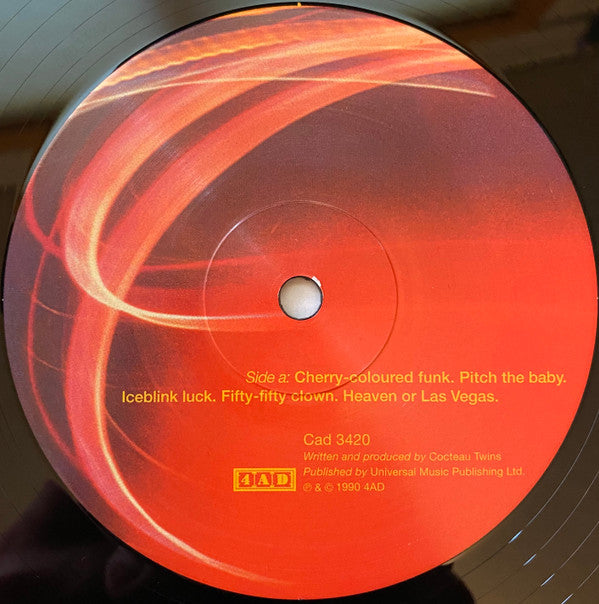 Side a: Cherry-coloured funk. Pitch the baby.
Iceblink luck. Fifty-fifty clown. Heaven or Las Vegas.
Cad 3420
Written and produced by Cocteau Twins
Published by Universal Music Publishing Ltd.
4AD
℗ & © 1990 4AD